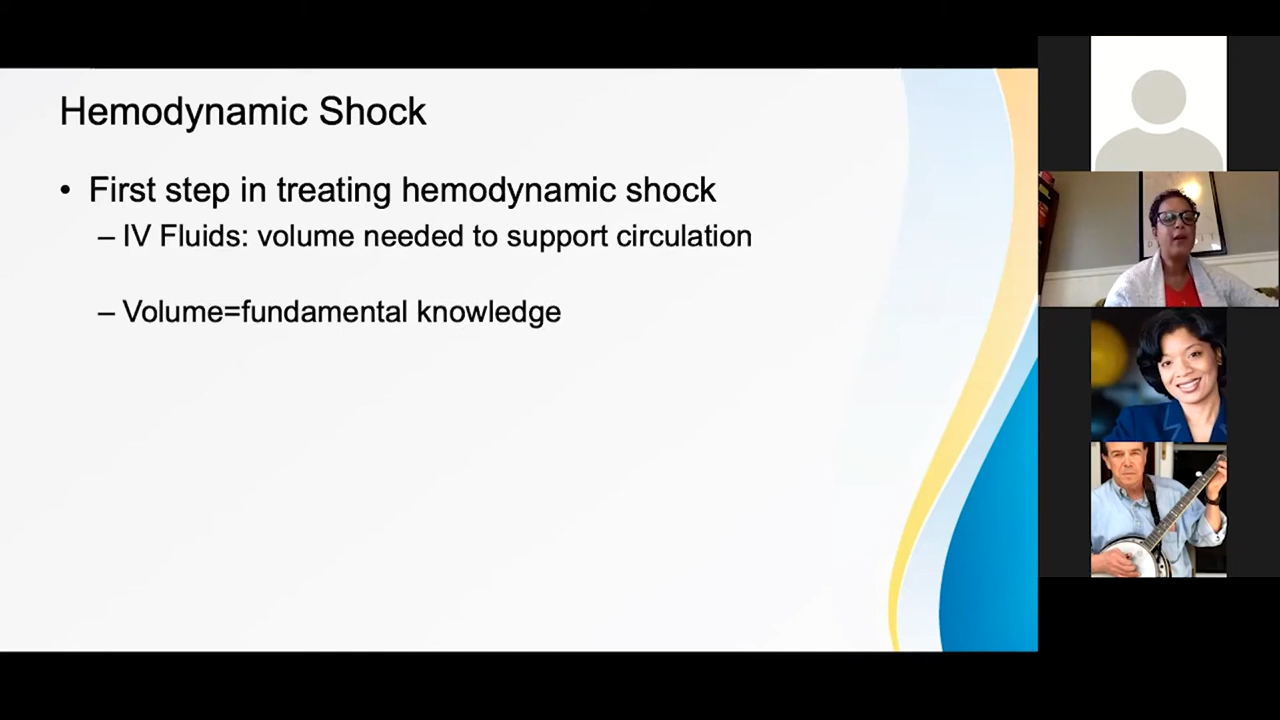 Hemodynamic Shock
• First step in treating hemodynamic shock
– IV Fluids: volume needed to support circulation
– Volume=fundamental knowledge